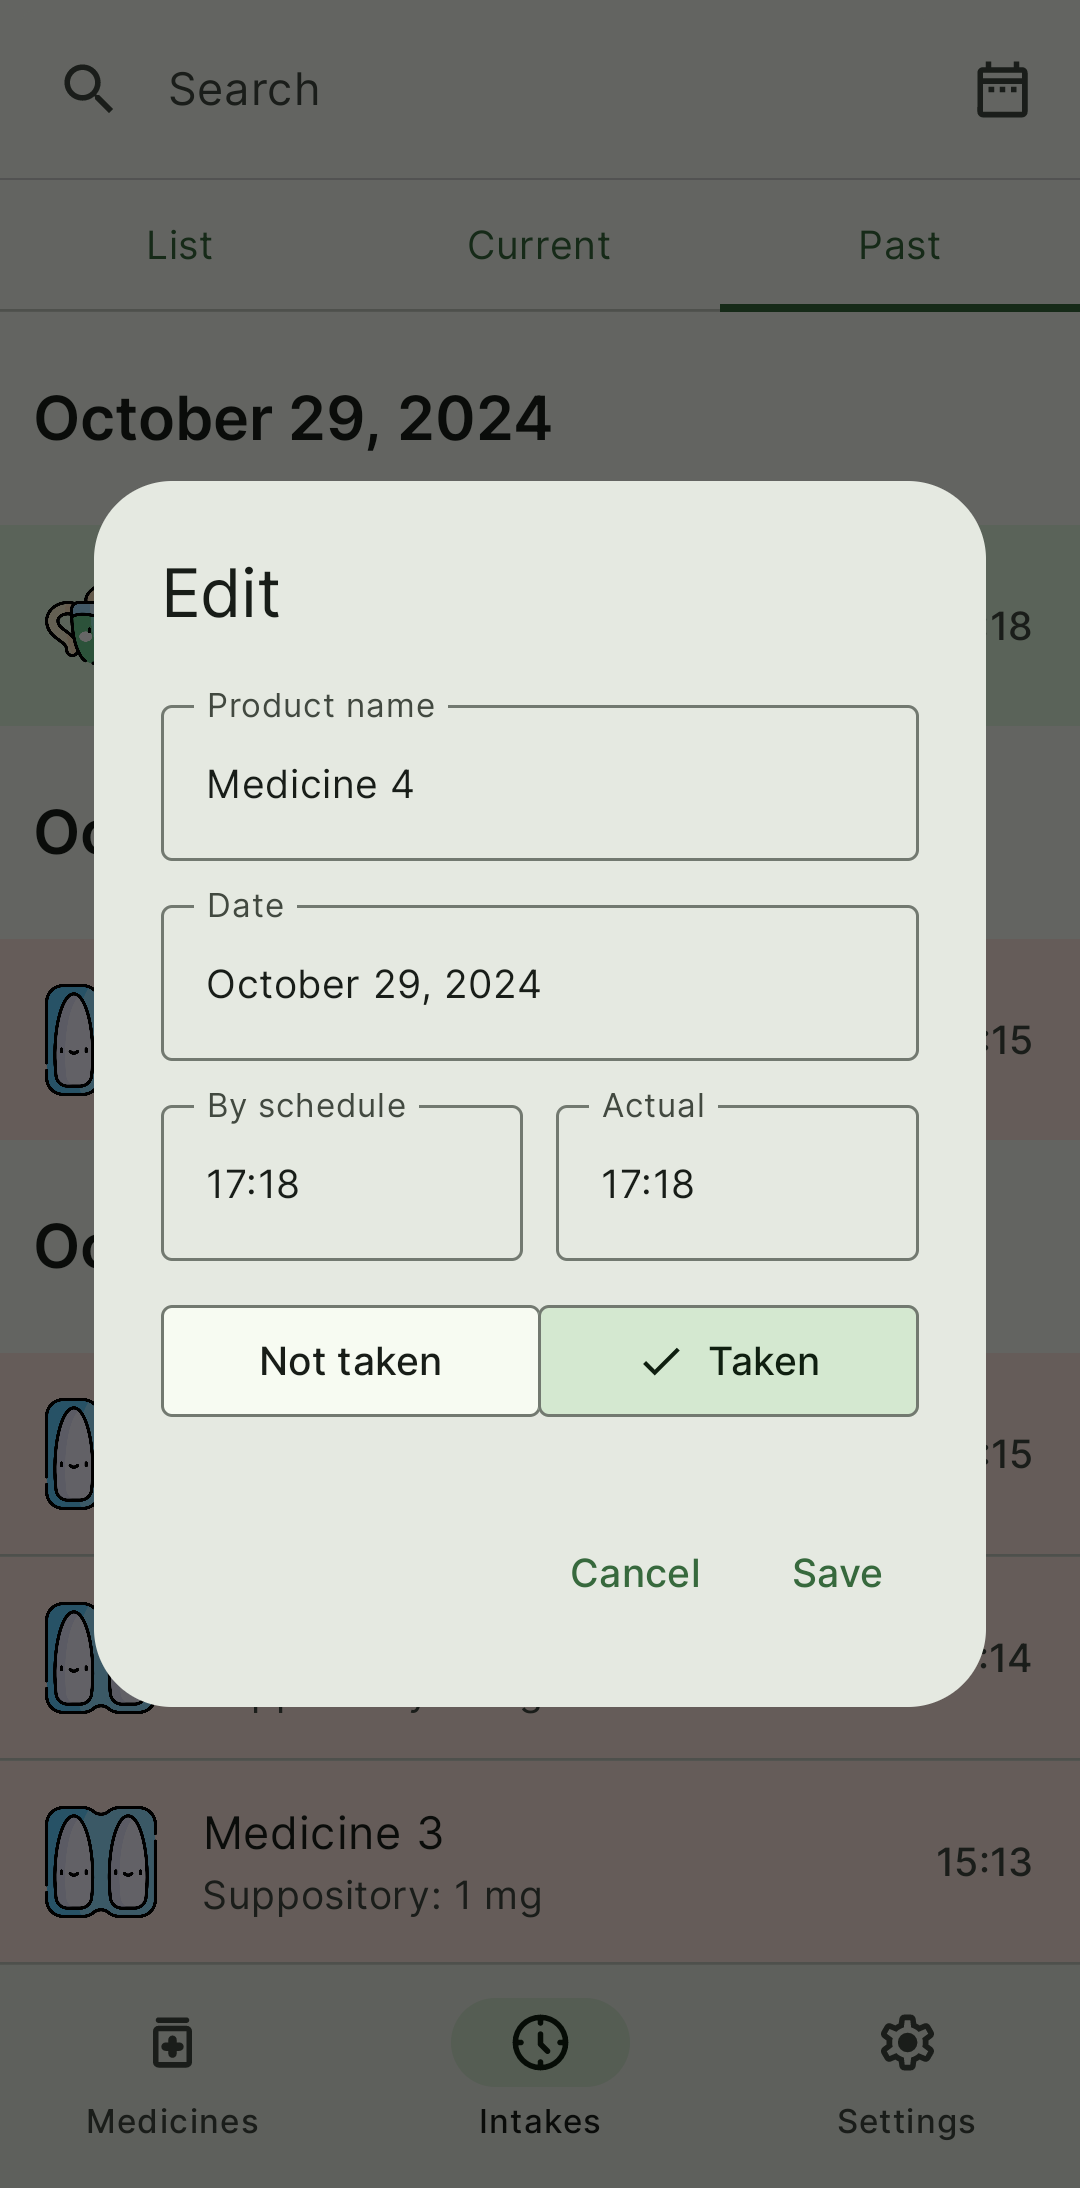 Search
List
Current
Past
October 29, 2024
18
Edit
Product name
Medicine 4
Date
October 29, 2024
:15
By schedule
Actual
17:18
17:18
Not taken
Taken
:15
Cancel
Save
:14
Medicine 3
15:13
Suppository: 1 mg
Medicines
Intakes
Settings